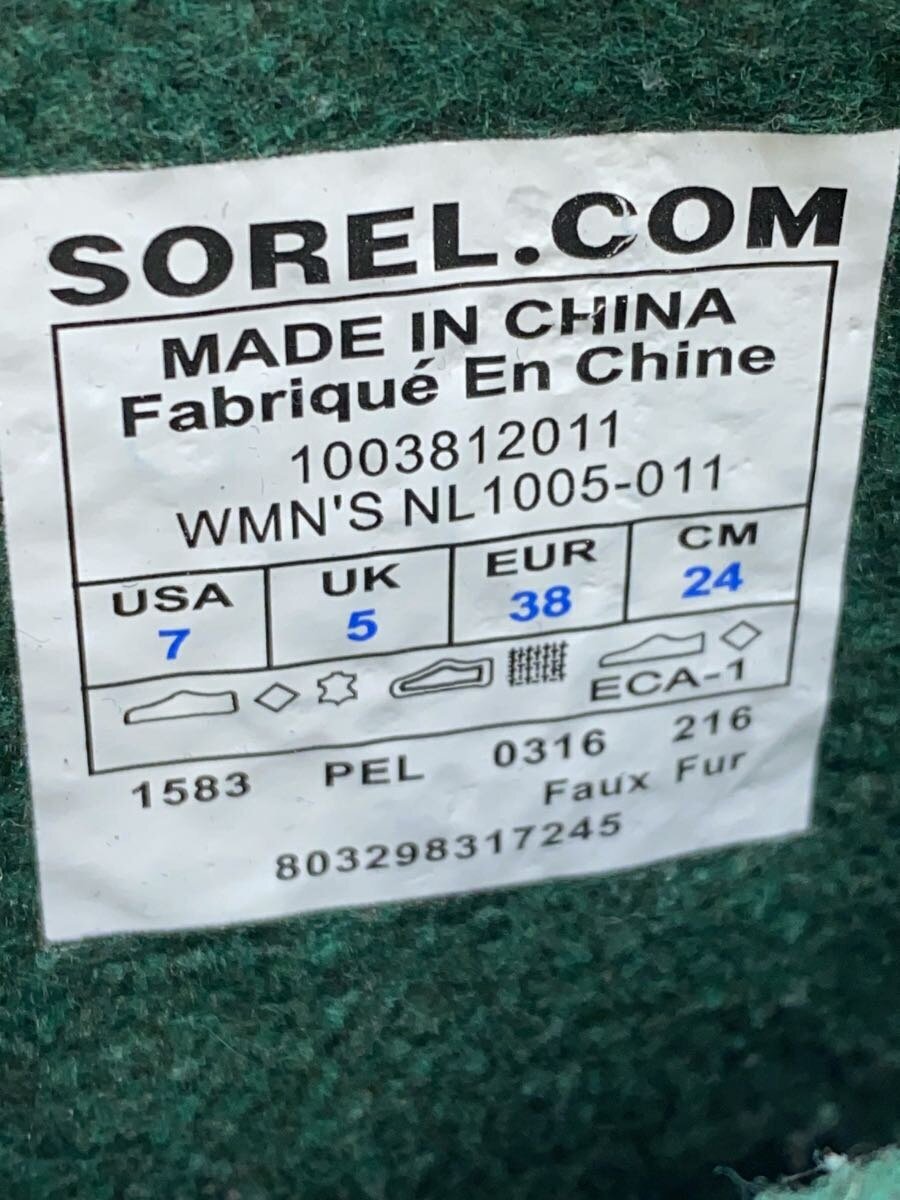 SOREL.COM
MADE IN CHINA
Fabriqué En Chine
1003812011
WMN'S NL1005-011
USA UK EUR CM
7 5 38 24
ECA-1
1583 PEL 0316 216
Faux Fur
803298317245